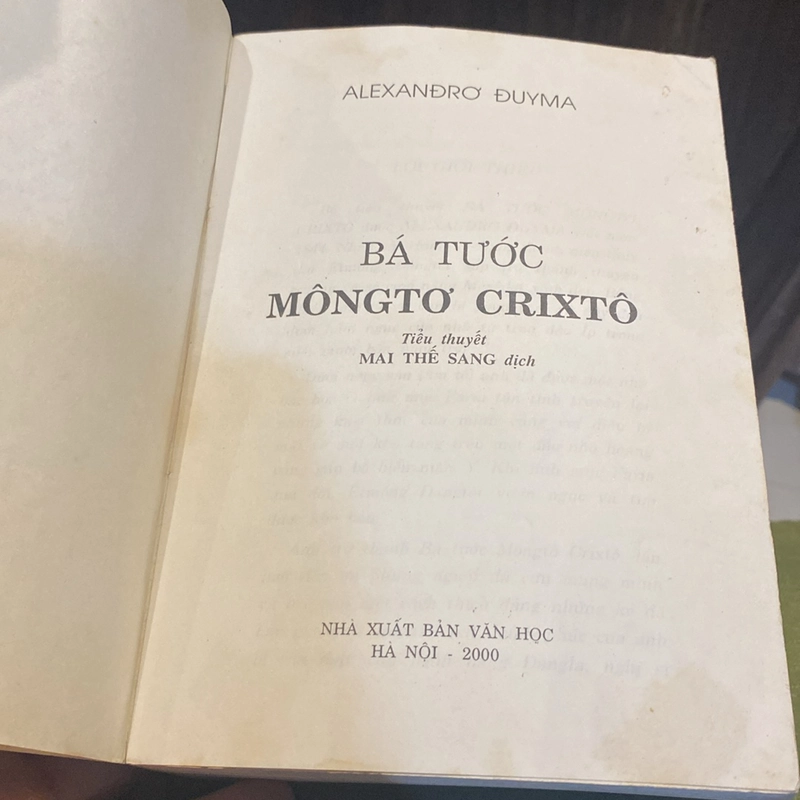 ALEXANĐRƠ ĐUYMA
BÁ TƯỚC
MÔNGTƠ CRIXTÔ
Tiểu thuyết
MAI THẾ SANG dịch
NHÀ XUẤT BẢN VĂN HỌC
HÀ NỘI - 2000